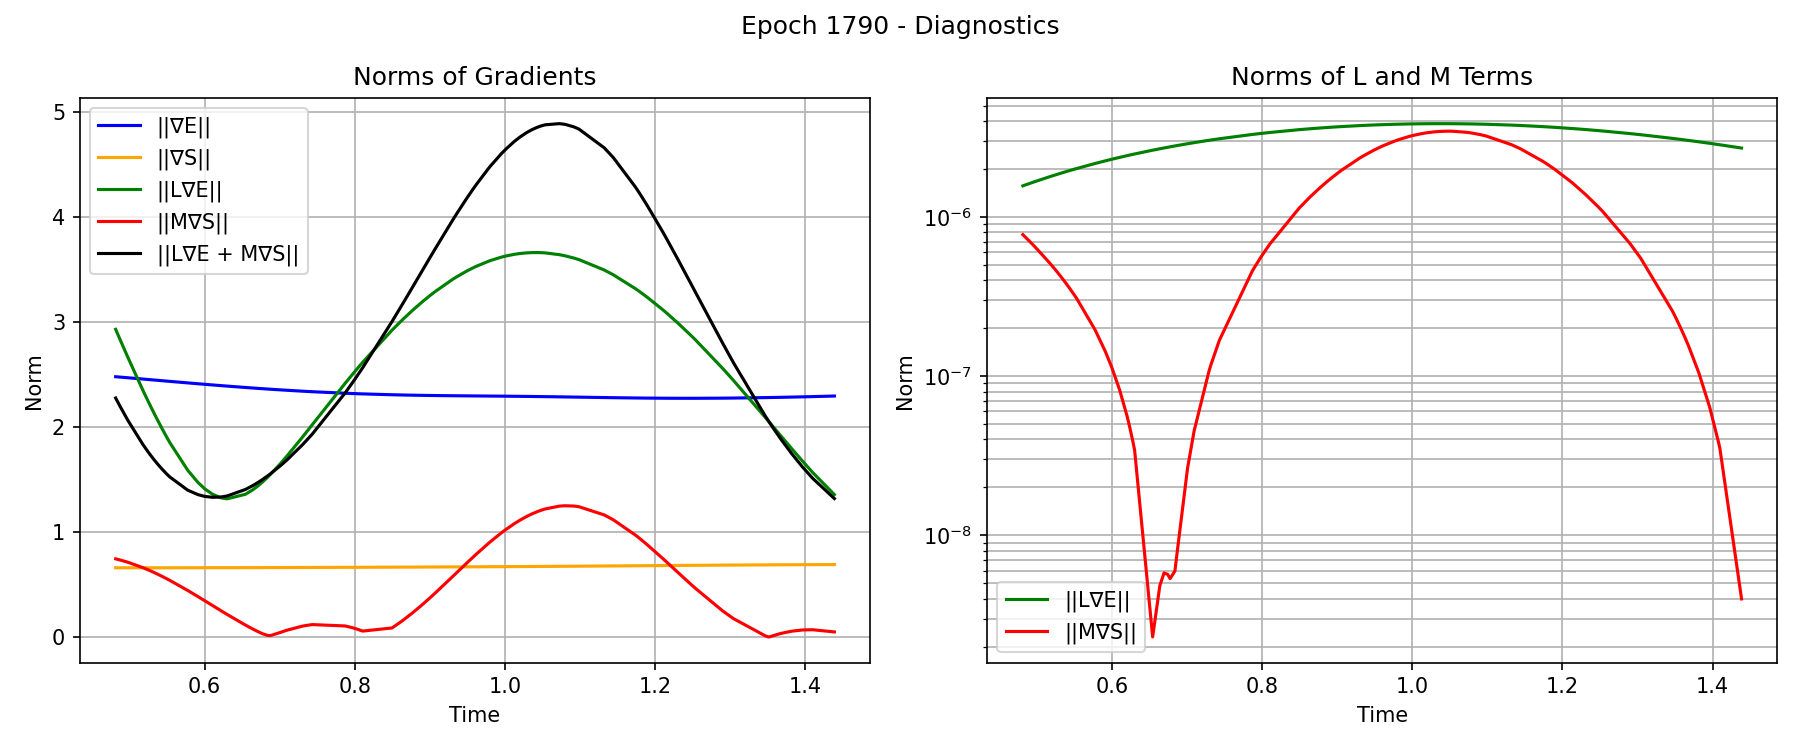 Epoch 1790 - Diagnostics
Norms of Gradients
5
4
3
2
1
0
Norm
||∇E||
||∇S||
||L∇E||
||M∇S||
||L∇E + M∇S||
0.6 0.8 1.0 1.2 1.4
Time
Norms of L and M Terms
10⁻⁶
10⁻⁷
10⁻⁸
Norm
||L∇E||
||M∇S||
0.6 0.8 1.0 1.2 1.4
Time